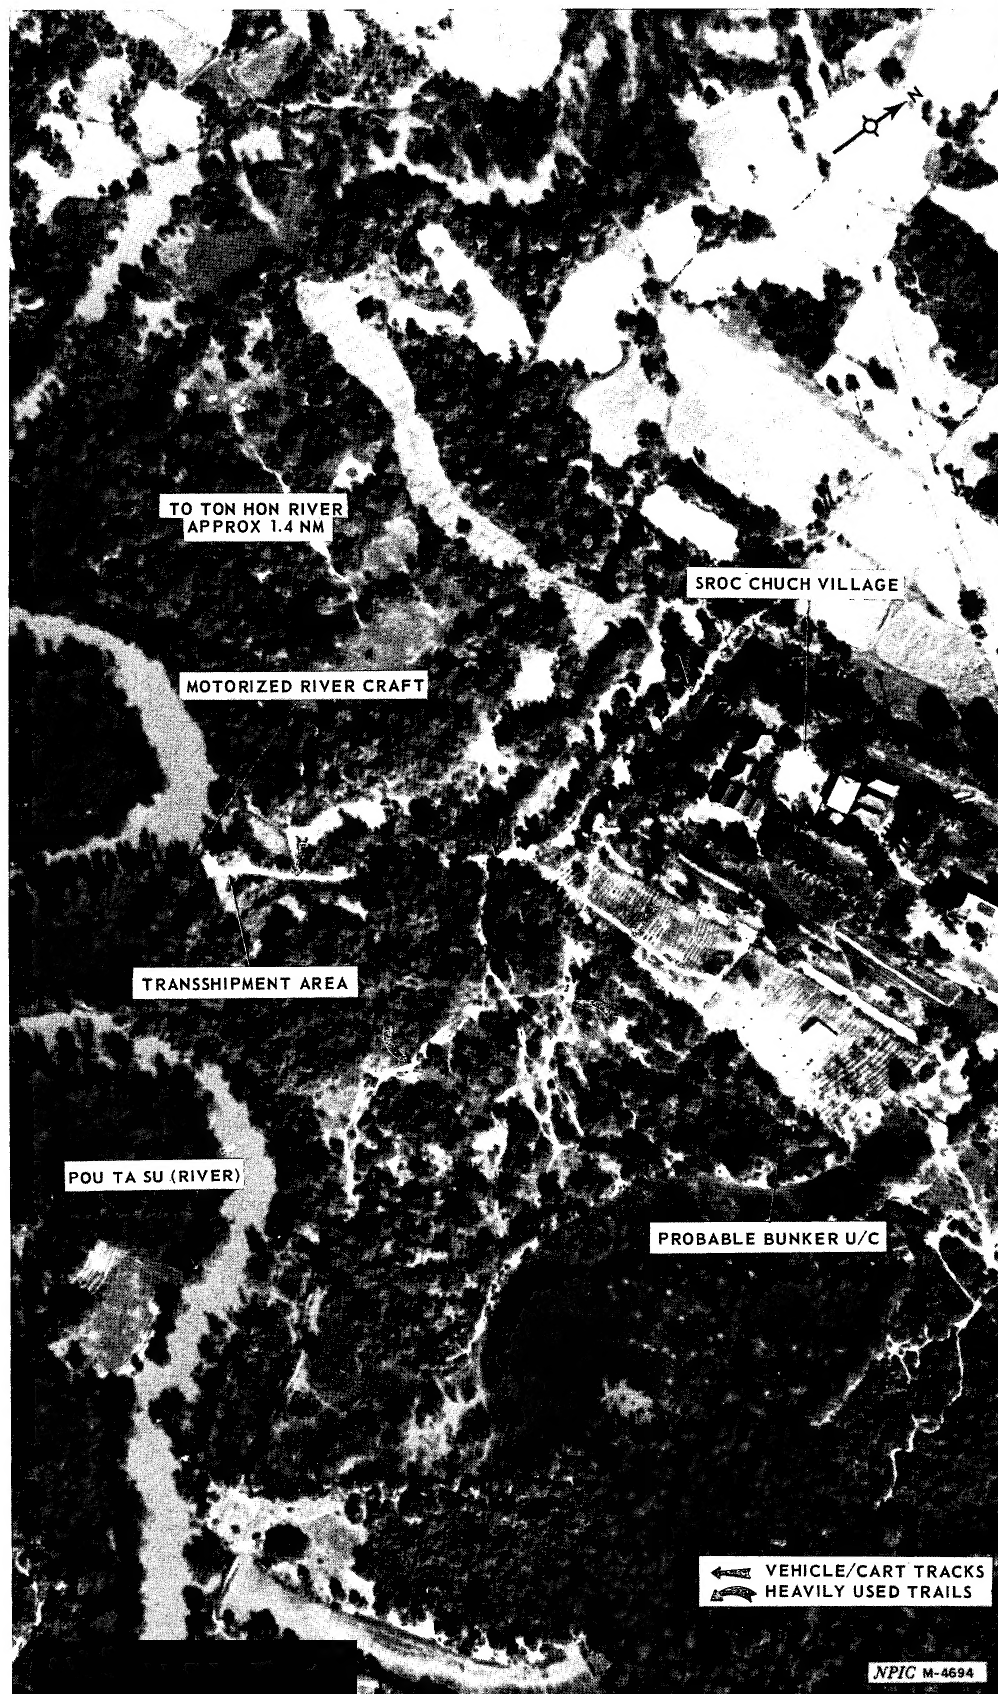 N
TO TON HON RIVER
APPROX 1.4 NM
SROC CHUCH VILLAGE
MOTORIZED RIVER CRAFT
TRANSSHIPMENT AREA
POU TA SU (RIVER)
PROBABLE BUNKER U/C
VEHICLE/CART TRACKS
HEAVILY USED TRAILS
NPIC M-4694